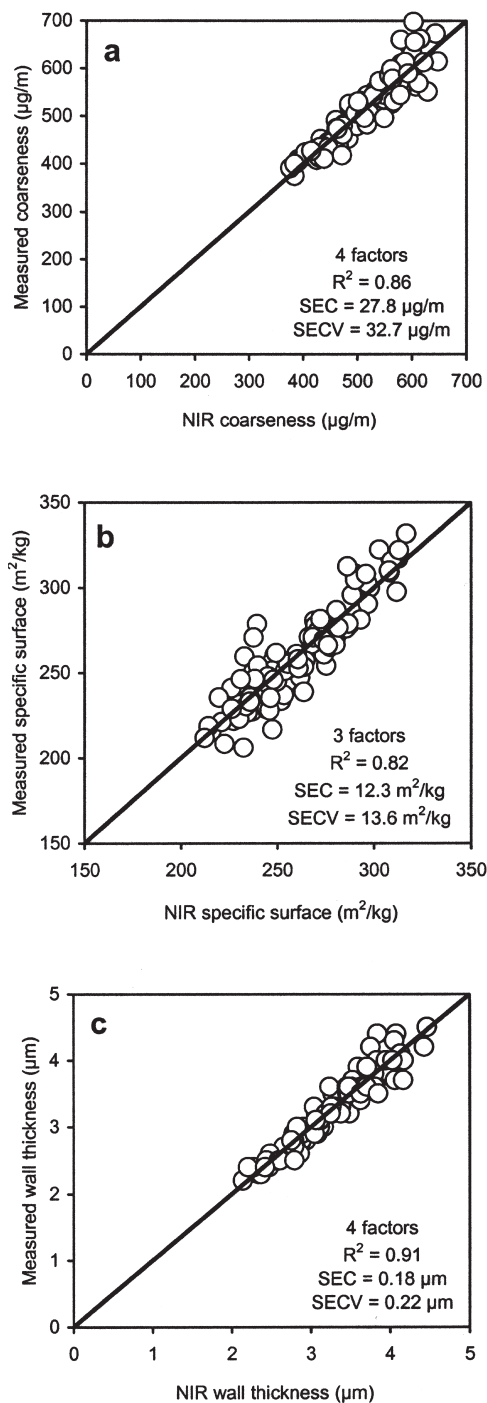 a
700
600
500
400
300
200
100
0
Measured coarseness (µg/m)
4 factors
R² = 0.86
SEC = 27.8 µg/m
SECV = 32.7 µg/m
0 100 200 300 400 500 600 700
NIR coarseness (µg/m)
b
350
300
250
200
150
Measured specific surface (m²/kg)
3 factors
R² = 0.82
SEC = 12.3 m²/kg
SECV = 13.6 m²/kg
150 200 250 300 350
NIR specific surface (m²/kg)
c
5
4
3
2
1
0
Measured wall thickness (µm)
4 factors
R² = 0.91
SEC = 0.18 µm
SECV = 0.22 µm
0 1 2 3 4 5
NIR wall thickness (µm)